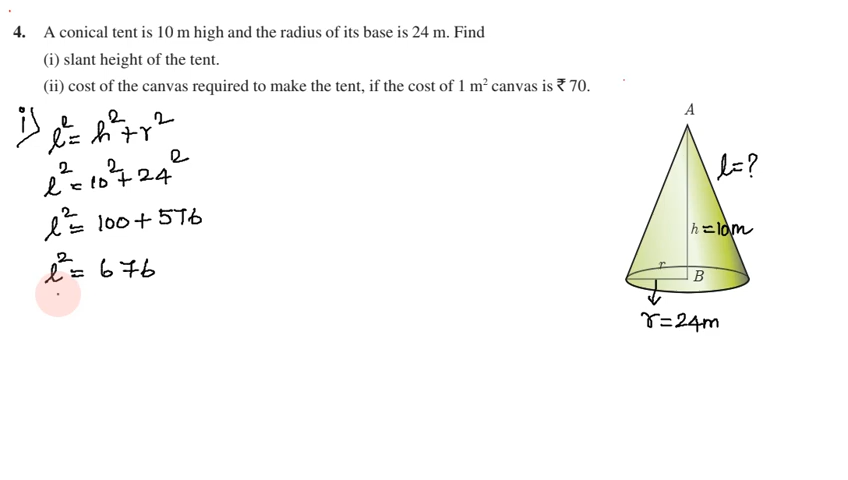 4. A conical tent is 10 m high and the radius of its base is 24 m. Find
(i) slant height of the tent.
(ii) cost of the canvas required to make the tent, if the cost of 1 m² canvas is ₹ 70.
i) l² = h² + r²
l² = 10² + 24²
l² = 100 + 576
l² = 676
A
l = ?
h = 10m
r
B
r = 24m